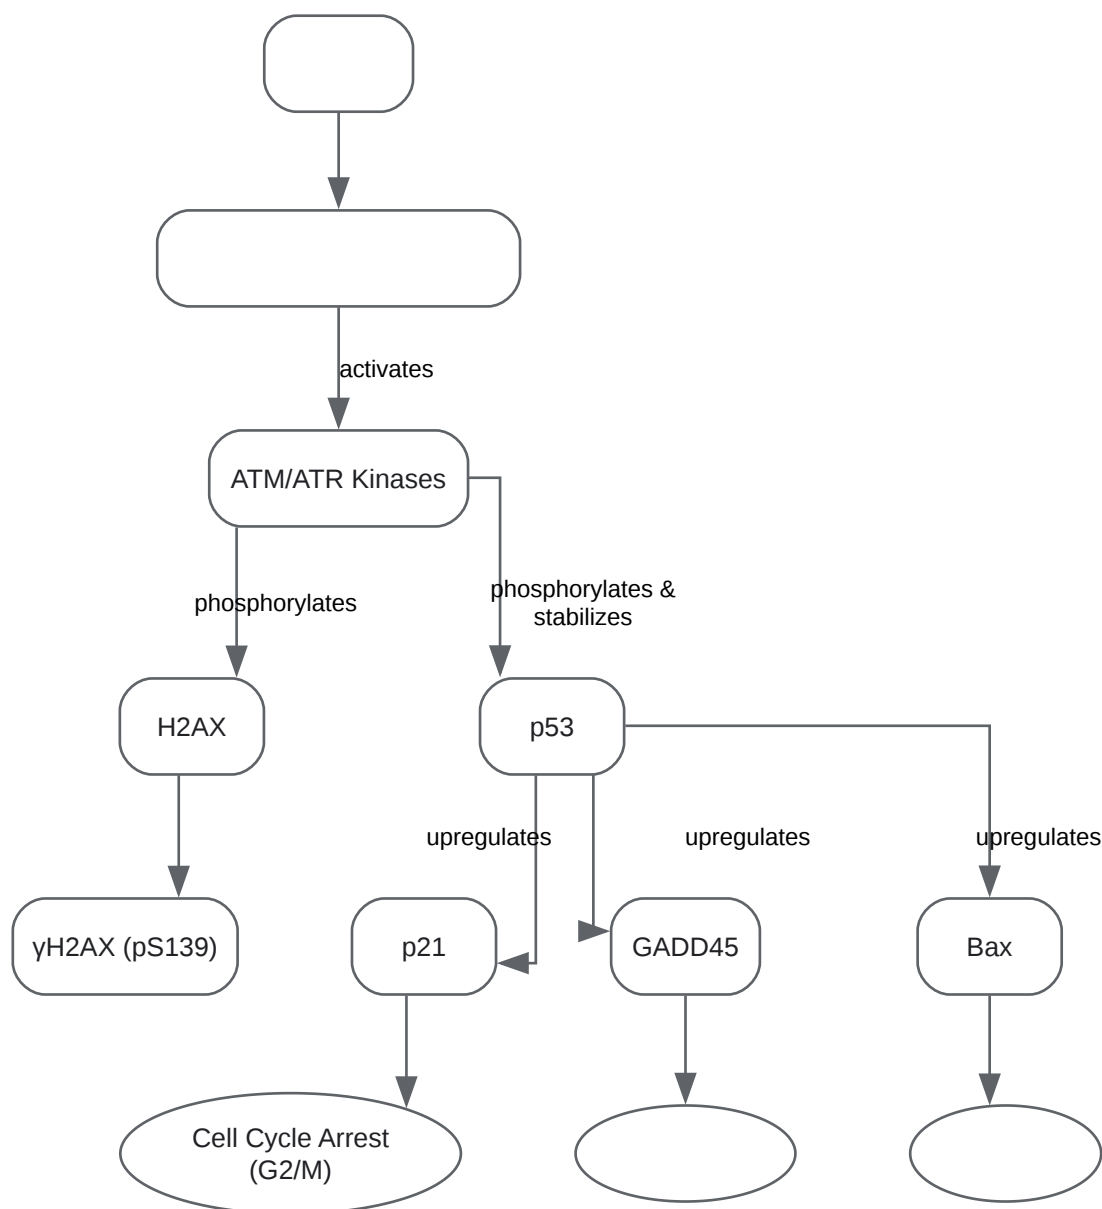 activates
ATM/ATR Kinases
phosphorylates
phosphorylates &
stabilizes
H2AX
p53
upregulates
upregulates
upregulates
γH2AX (pS139)
p21
GADD45
Bax
Cell Cycle Arrest
(G2/M)